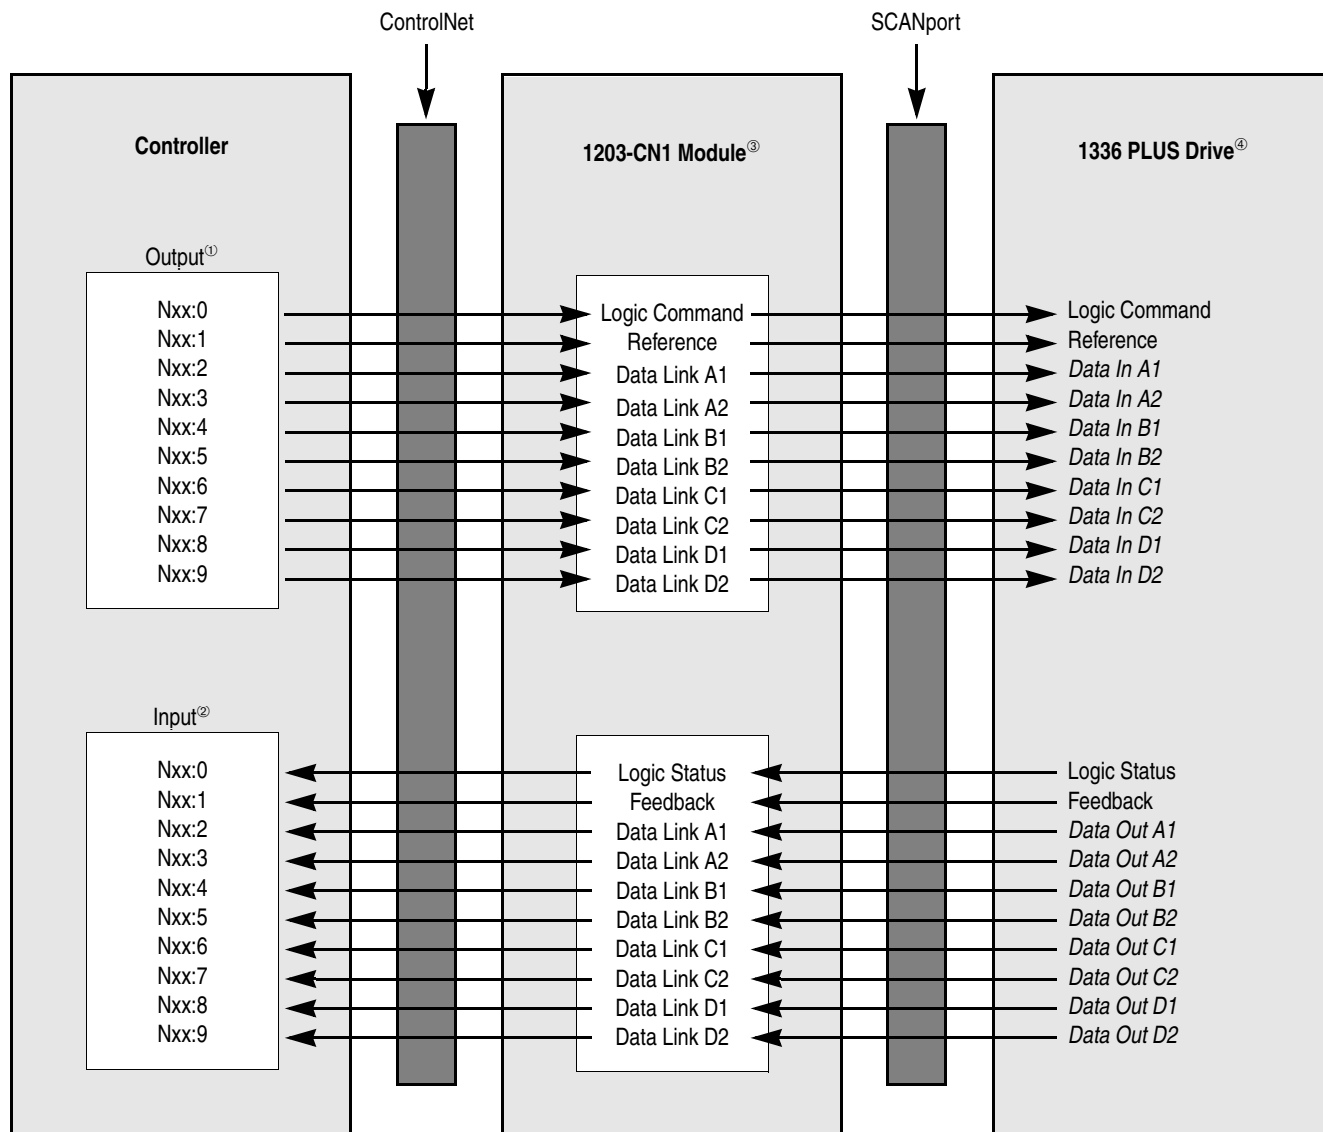 ControlNet
SCANport
Controller
1203-CN1 Module③
1336 PLUS Drive④
Output①
Nxx:0
Nxx:1
Nxx:2
Nxx:3
Nxx:4
Nxx:5
Nxx:6
Nxx:7
Nxx:8
Nxx:9
Logic Command
Reference
Data Link A1
Data Link A2
Data Link B1
Data Link B2
Data Link C1
Data Link C2
Data Link D1
Data Link D2
Logic Command
Reference
Data In A1
Data In A2
Data In B1
Data In B2
Data In C1
Data In C2
Data In D1
Data In D2
Input②
Nxx:0
Nxx:1
Nxx:2
Nxx:3
Nxx:4
Nxx:5
Nxx:6
Nxx:7
Nxx:8
Nxx:9
Logic Status
Feedback
Data Link A1
Data Link A2
Data Link B1
Data Link B2
Data Link C1
Data Link C2
Data Link D1
Data Link D2
Logic Status
Feedback
Data Out A1
Data Out A2
Data Out B1
Data Out B2
Data Out C1
Data Out C2
Data Out D1
Data Out D2